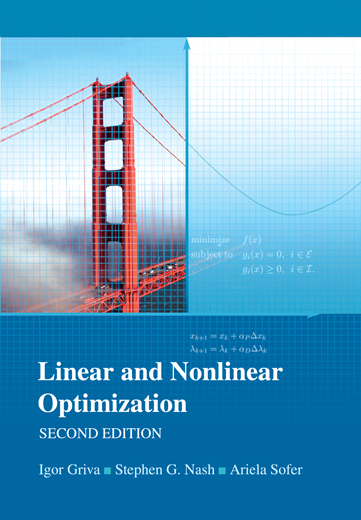 minimize f(x)
subject to gᵢ(x) = 0, i ∈ ℰ
gᵢ(x) ≥ 0, i ∈ ℐ.
xₖ₊₁ = xₖ + α_P Δxₖ
λₖ₊₁ = λₖ + α_D Δλₖ
Linear and Nonlinear
Optimization
SECOND EDITION
Igor Griva ■ Stephen G. Nash ■ Ariela Sofer